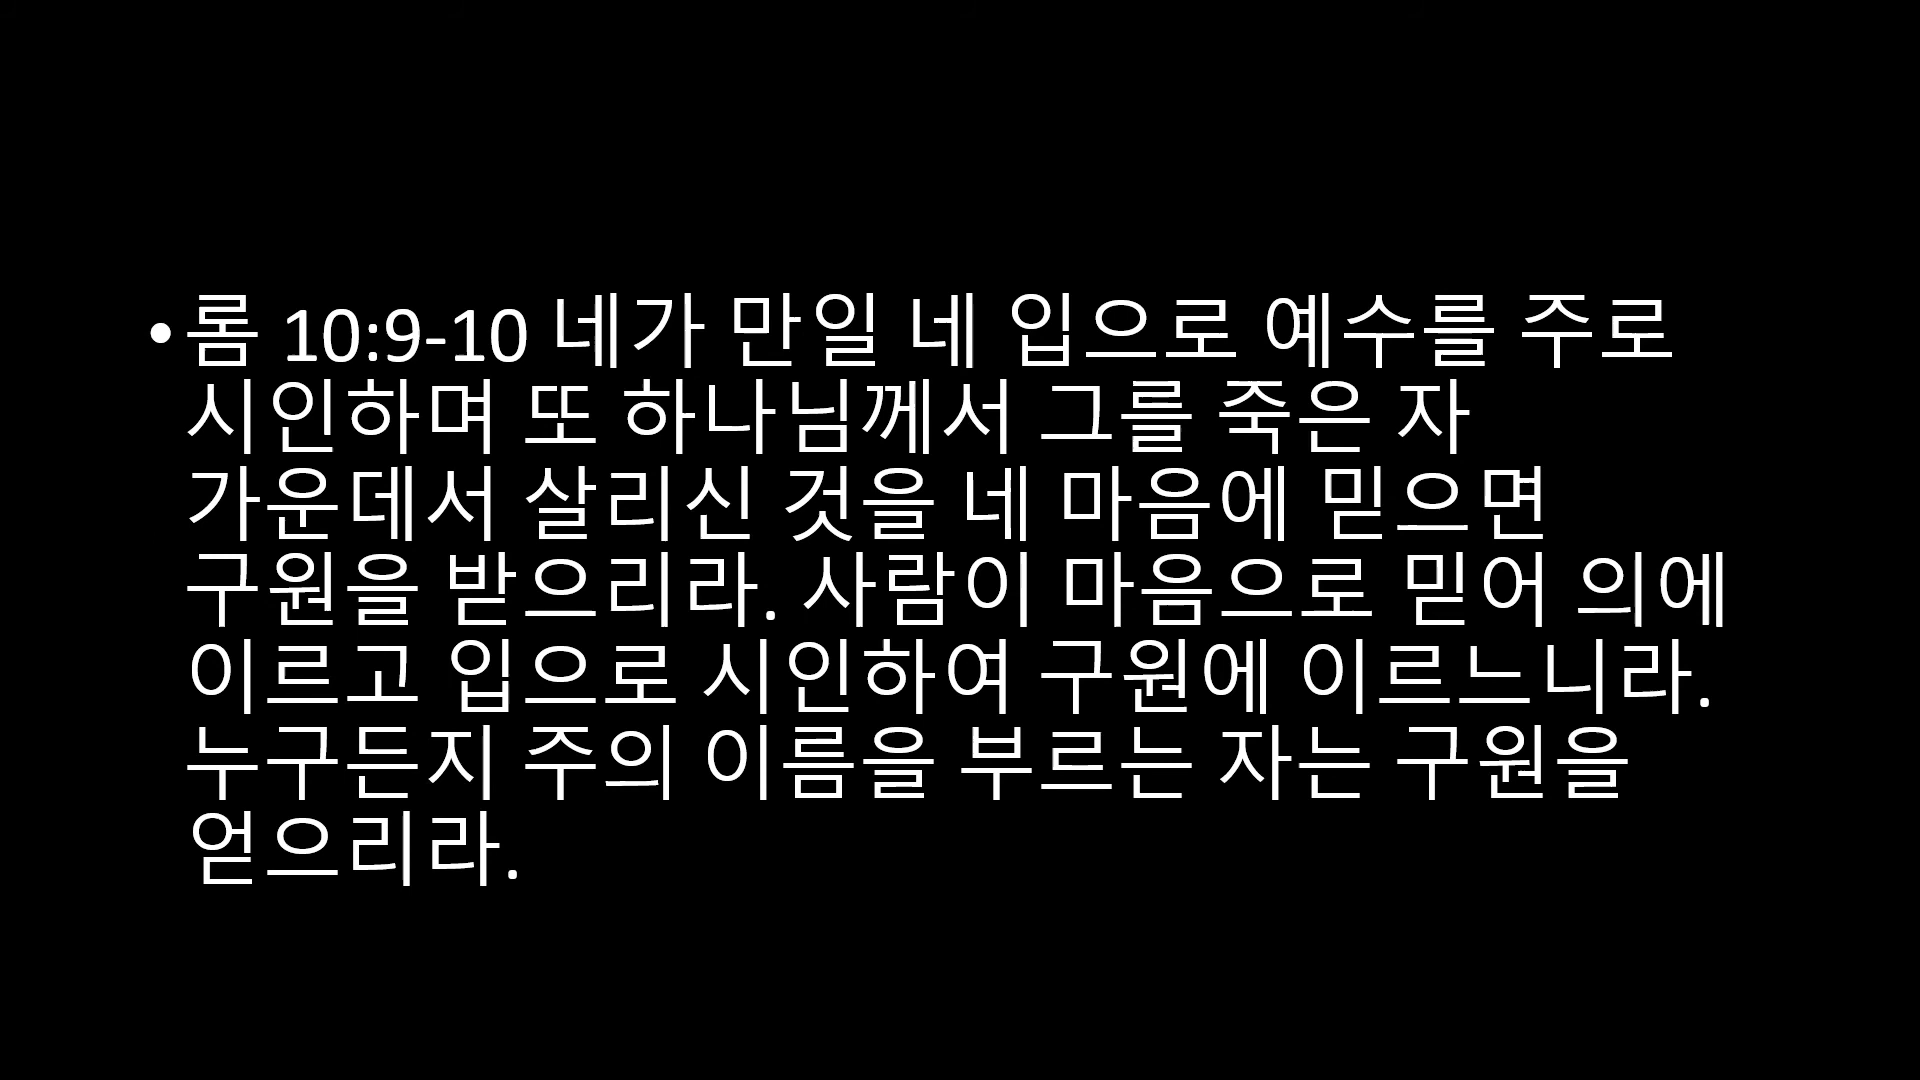 • 롬 10:9-10 네가 만일 네 입으로 예수를 주로
시인하며 또 하나님께서 그를 죽은 자
가운데서 살리신 것을 네 마음에 믿으면
구원을 받으리라. 사람이 마음으로 믿어 의에
이르고 입으로 시인하여 구원에 이르느니라.
누구든지 주의 이름을 부르는 자는 구원을
얻으리라.